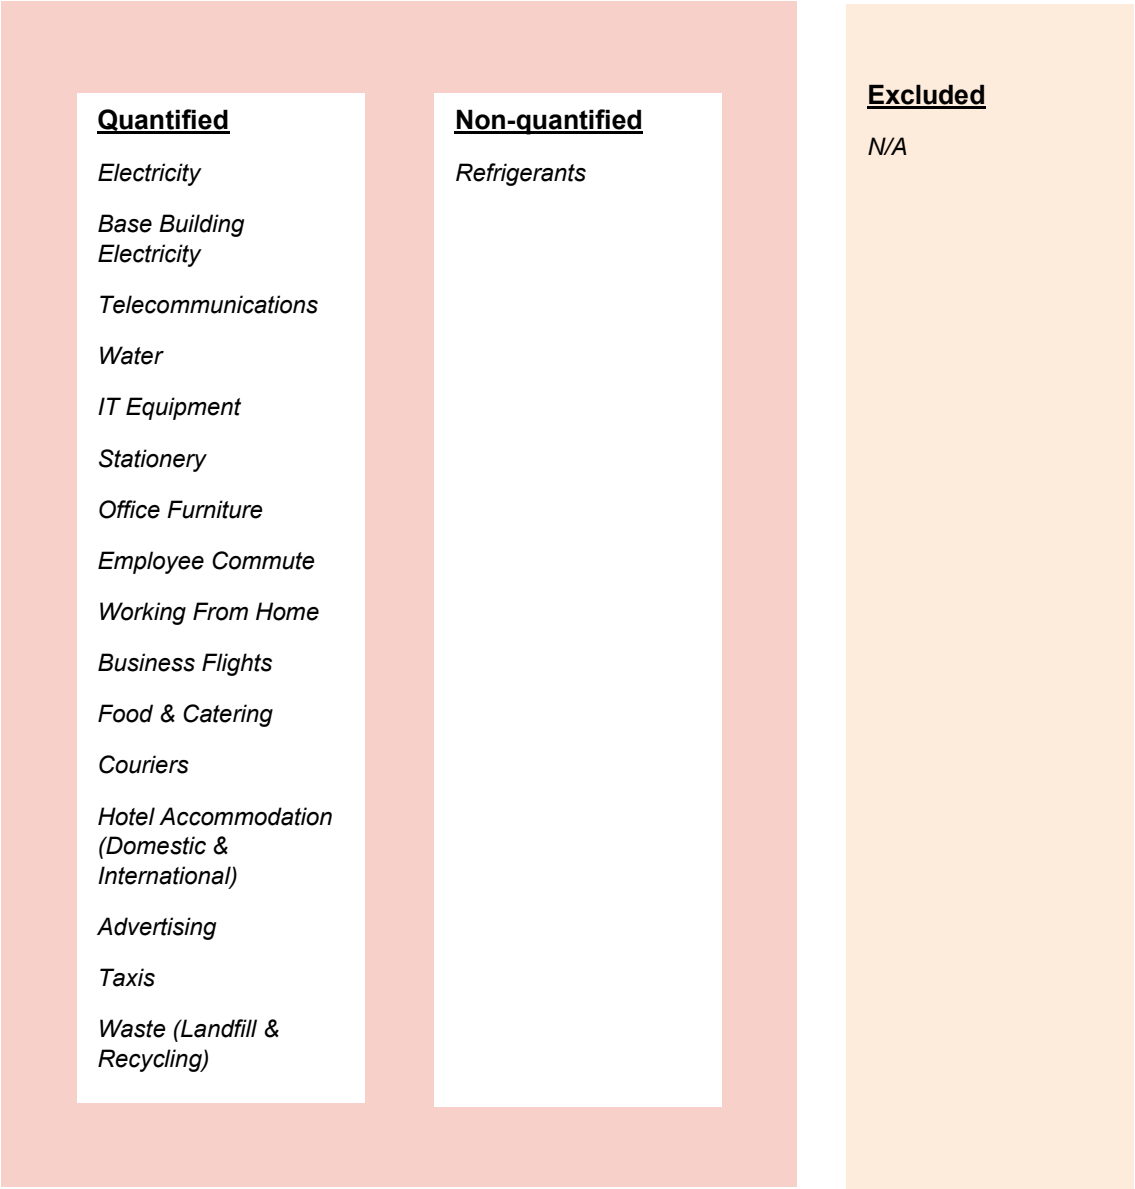 Quantified
Electricity
Base Building
Electricity
Telecommunications
Water
IT Equipment
Stationery
Office Furniture
Employee Commute
Working From Home
Business Flights
Food & Catering
Couriers
Hotel Accommodation
(Domestic &
International)
Advertising
Taxis
Waste (Landfill &
Recycling)
Non-quantified
Refrigerants
Excluded
N/A